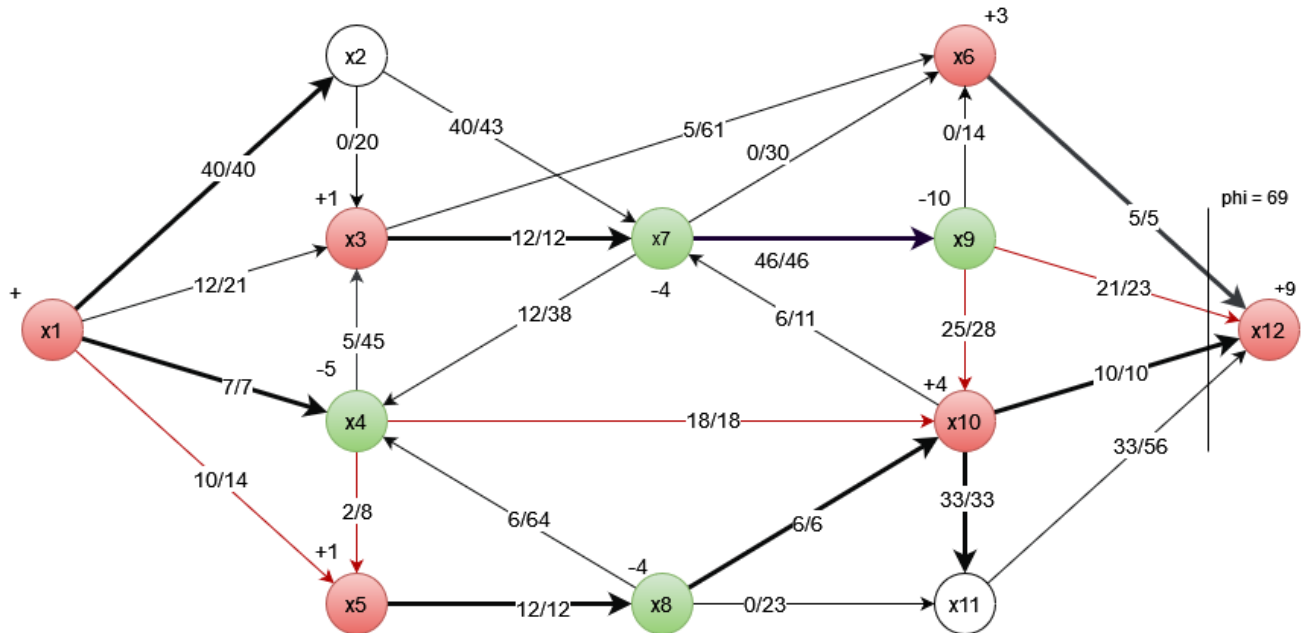 +3
x2
x6
40/43
5/61
0/20
0/30
0/14
40/40
+1
-10
phi = 69
x3
12/12
x7
x9
5/5
46/46
12/21
21/23
+9
+
-4
x1
12/38
6/11
25/28
x12
5/45
-5
7/7
+4
10/10
x4
18/18
x10
33/56
10/14
2/8
33/33
6/64
6/6
+1
-4
x5
12/12
x8
0/23
x11